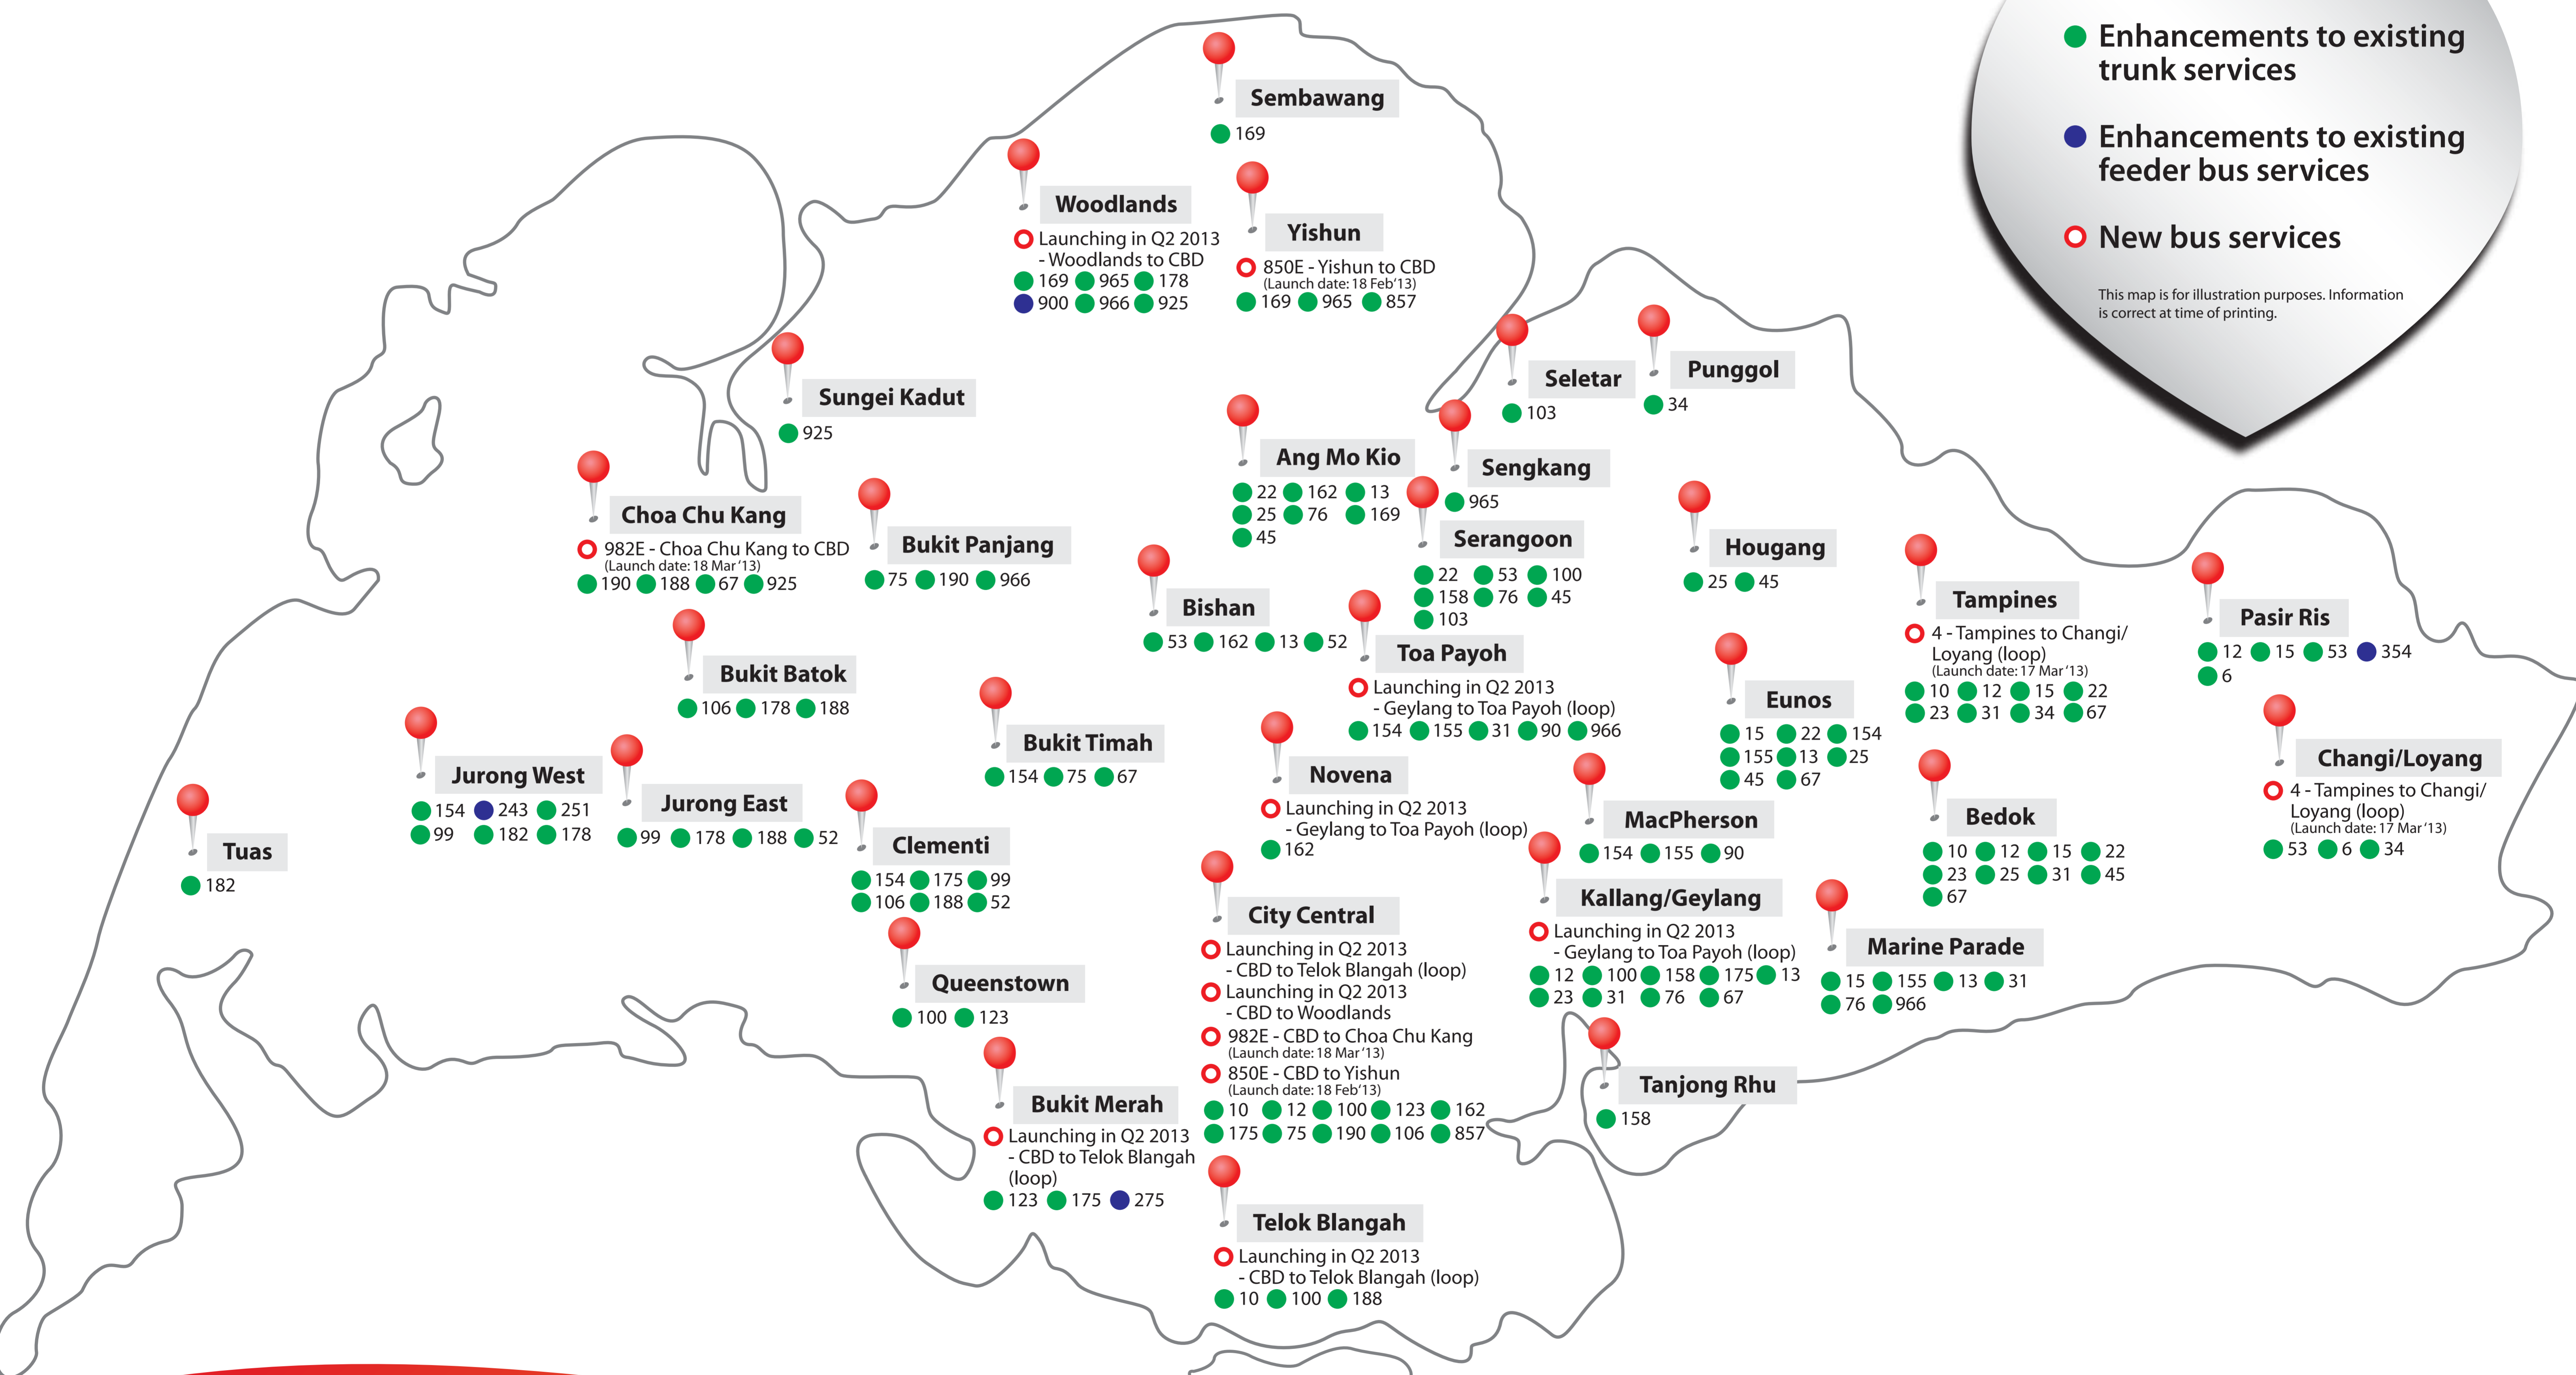 Enhancements to existing
trunk services
Enhancements to existing
feeder bus services
New bus services
This map is for illustration purposes. Information
is correct at time of printing.
Sembawang
169
Woodlands
Launching in Q2 2013
- Woodlands to CBD
169 965 178
900 966 925
Yishun
850E - Yishun to CBD
(Launch date: 18 Feb‘13)
169 965 857
Sungei Kadut
925
Seletar
103
Punggol
34
Ang Mo Kio
22 162 13
25 76 169
45
Sengkang
965
Choa Chu Kang
982E - Choa Chu Kang to CBD
(Launch date: 18 Mar‘13)
190 188 67 925
Bukit Panjang
75 190 966
Serangoon
22 53 100
158 76 45
103
Hougang
25 45
Bishan
53 162 13 52
Tampines
4 - Tampines to Changi/
Loyang (loop)
(Launch date: 17 Mar‘13)
10 12 15 22
23 31 34 67
Pasir Ris
12 15 53 354
6
Bukit Batok
106 178 188
Toa Payoh
Launching in Q2 2013
- Geylang to Toa Payoh (loop)
154 155 31 90 966
Eunos
15 22 154
155 13 25
45 67
Bukit Timah
154 75 67
Changi/Loyang
4 - Tampines to Changi/
Loyang (loop)
(Launch date: 17 Mar‘13)
53 6 34
Jurong West
154 243 251
99 182 178
Jurong East
99 178 188 52
Novena
Launching in Q2 2013
- Geylang to Toa Payoh (loop)
162
MacPherson
154 155 90
Bedok
10 12 15 22
23 25 31 45
67
Tuas
182
Clementi
154 175 99
106 188 52
City Central
Launching in Q2 2013
- CBD to Telok Blangah (loop)
Launching in Q2 2013
- CBD to Woodlands
982E - CBD to Choa Chu Kang
(Launch date: 18 Mar‘13)
850E - CBD to Yishun
(Launch date: 18 Feb‘13)
10 12 100 123 162
175 75 190 106 857
Kallang/Geylang
Launching in Q2 2013
- Geylang to Toa Payoh (loop)
12 100 158 175 13
23 31 76 67
Marine Parade
15 155 13 31
76 966
Queenstown
100 123
Tanjong Rhu
158
Bukit Merah
Launching in Q2 2013
- CBD to Telok Blangah
(loop)
123 175 275
Telok Blangah
Launching in Q2 2013
- CBD to Telok Blangah (loop)
10 100 188